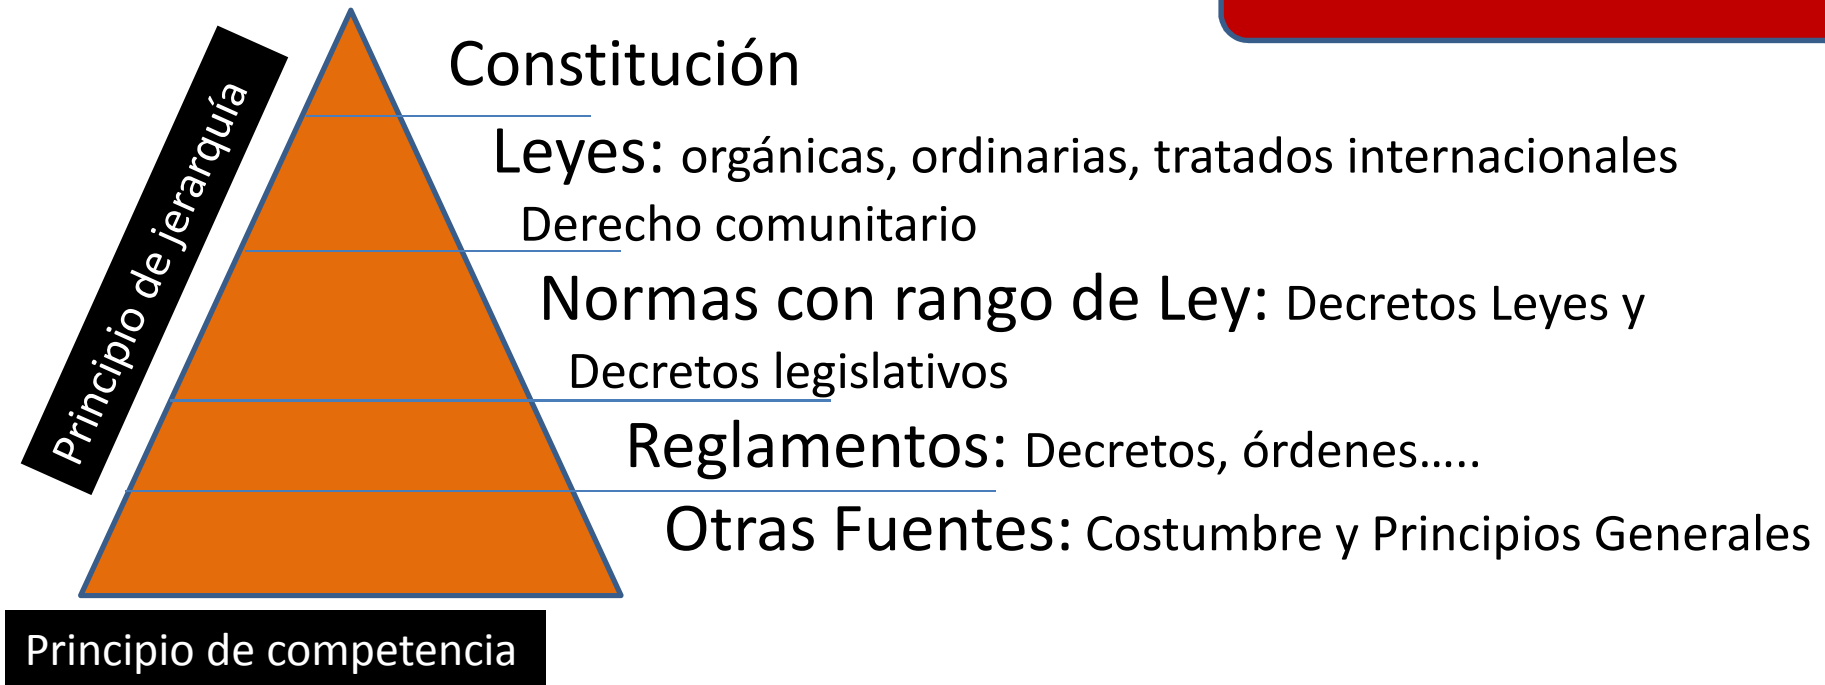 Constitución
Leyes: orgánicas, ordinarias, tratados internacionales
Derecho comunitario
Normas con rango de Ley: Decretos Leyes y
Decretos legislativos
Reglamentos: Decretos, órdenes.....
Otras Fuentes: Costumbre y Principios Generales
Principio de jerarquía
Principio de competencia